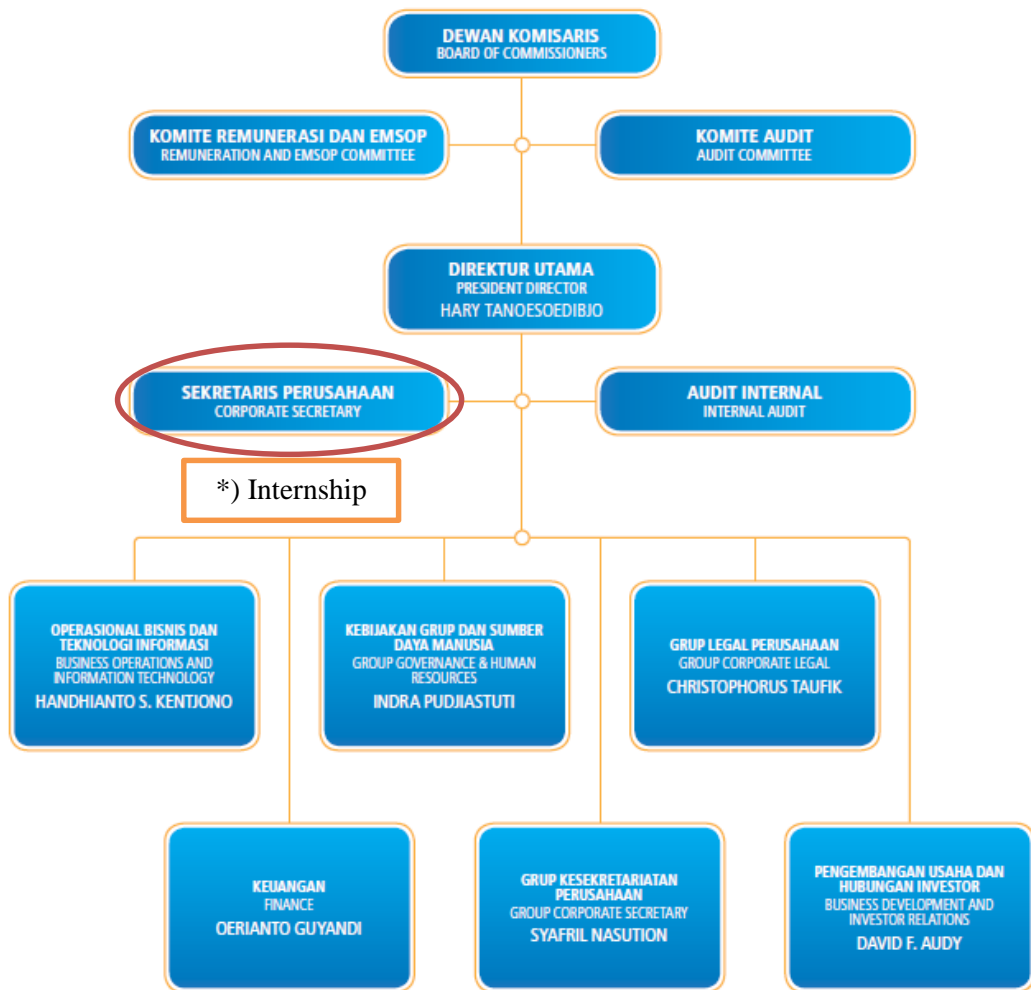 DEWAN KOMISARIS
BOARD OF COMMISSIONERS
KOMITE REMUNERASI DAN EMSOP
REMUNERATION AND EMSOP COMMITTEE
KOMITE AUDIT
AUDIT COMMITTEE
DIREKTUR UTAMA
PRESIDENT DIRECTOR
HARY TANOESOEDIBJO
SEKRETARIS PERUSAHAAN
CORPORATE SECRETARY
AUDIT INTERNAL
INTERNAL AUDIT
*) Internship
OPERASIONAL BISNIS DAN
TEKNOLOGI INFORMASI
BUSINESS OPERATIONS AND
INFORMATION TECHNOLOGY
HANDHIANTO S. KENTJONO
KEBIJAKAN GRUP DAN SUMBER
DAYA MANUSIA
GROUP GOVERNANCE & HUMAN
RESOURCES
INDRA PUDJIASTUTI
GRUP LEGAL PERUSAHAAN
GROUP CORPORATE LEGAL
CHRISTOPHORUS TAUFIK
KEUANGAN
FINANCE
OERIANTO GUYANDI
GRUP KESEKRETARIATAN
PERUSAHAAN
GROUP CORPORATE SECRETARY
SYAFRIL NASUTION
PENGEMBANGAN USAHA DAN
HUBUNGAN INVESTOR
BUSINESS DEVELOPMENT AND
INVESTOR RELATIONS
DAVID F. AUDY